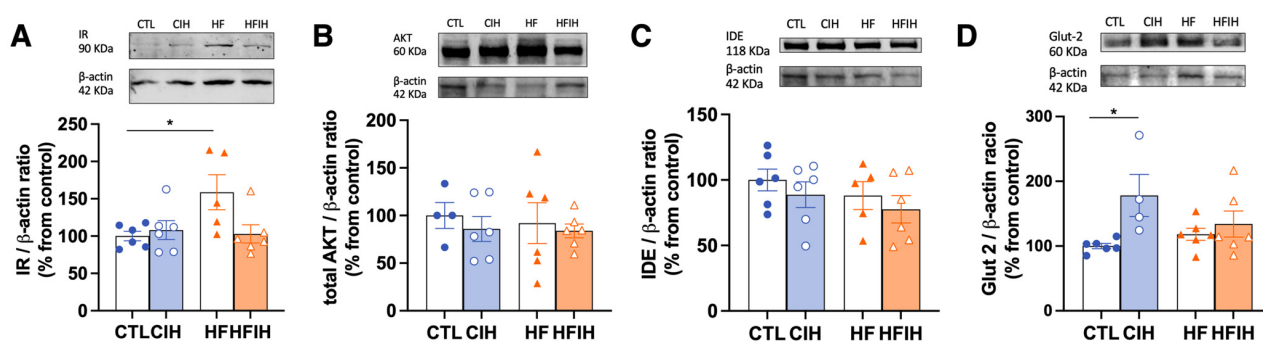 A
CTL CIH HF HFIH
IR
90 KDa
β-actin
42 KDa
IR / β-actin ratio
(% from control)
250
200
150
100
50
0
*
CTL CIH HF HFIH
B
CTL CIH HF HFIH
AKT
60 KDa
β-actin
42 KDa
total AKT / β-actin ratio
(% from control)
200
150
100
50
0
CTL CIH HF HFIH
C
CTL CIH HF HFIH
IDE
118 KDa
β-actin
42 KDa
IDE / β-actin ratio
(% from control)
150
100
50
0
CTL CIH HF HFIH
D
CTL CIH HF HFIH
Glut-2
60 KDa
β-actin
42 KDa
Glut 2 / β-actin racio
(% from control)
300
200
100
0
*
CTL CIH HF HFIH